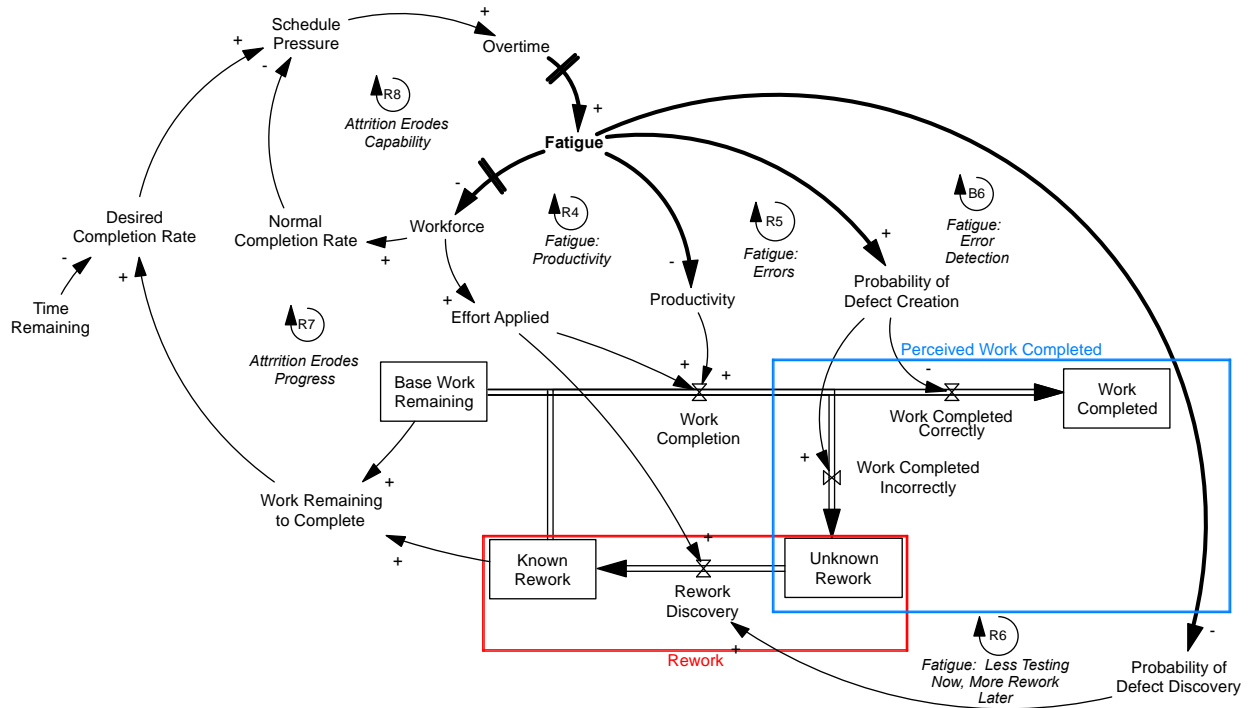 Schedule
Pressure
+
+
Overtime
+
-
R8
Attrition Erodes
Capability
+
Fatigue
-
R4
Fatigue:
Productivity
R5
Fatigue:
Errors
B6
Fatigue:
Error
Detection
Desired
Completion Rate
Normal
Completion Rate
Workforce
+
-
+
+
-
Time
Remaining
R7
Attrrition Erodes
Progress
+
Effort Applied
Productivity
Probability of
Defect Creation
Perceived Work Completed
Base Work
Remaining
+
+
+
-
Work
Completion
Work Completed
Correctly
Work
Completed
+
Work Completed
Incorrectly
+
Work Remaining
to Complete
+
Known
Rework
+
Rework
Discovery
Unknown
Rework
+
Rework
R6
Fatigue: Less Testing
Now, More Rework
Later
-
Probability of
Defect Discovery